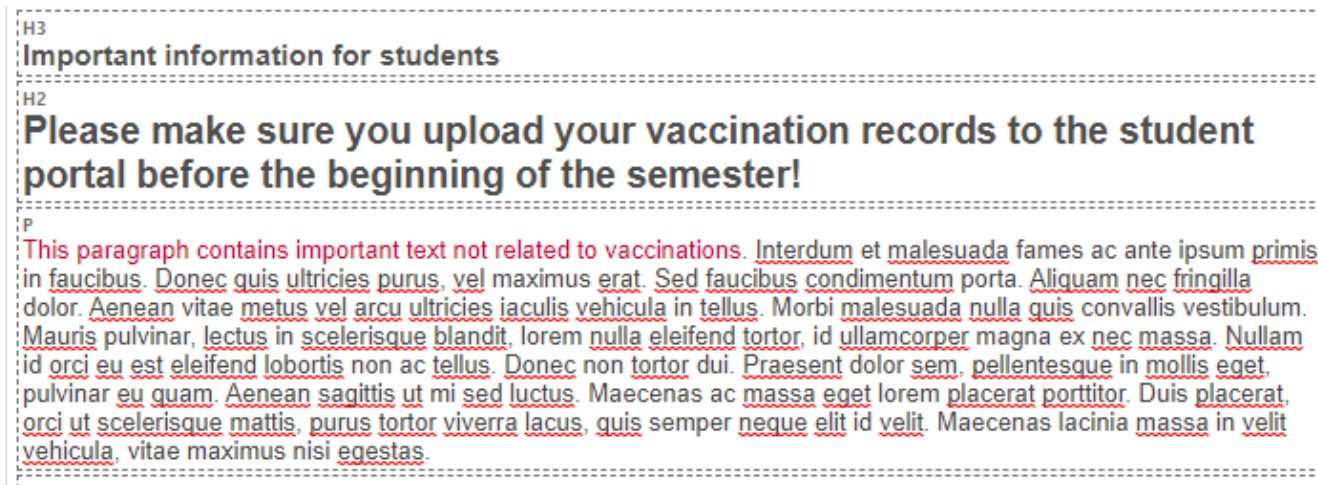 H3
Important information for students
H2
Please make sure you upload your vaccination records to the student
portal before the beginning of the semester!
P
This paragraph contains important text not related to vaccinations. Interdum et malesuada fames ac ante ipsum primis
in faucibus. Donec quis ultricies purus, vel maximus erat. Sed faucibus condimentum porta. Aliquam nec fringilla
dolor. Aenean vitae metus vel arcu ultricies iaculis vehicula in tellus. Morbi malesuada nulla quis convallis vestibulum.
Mauris pulvinar, lectus in scelerisque blandit, lorem nulla eleifend tortor, id ullamcorper magna ex nec massa. Nullam
id orci eu est eleifend lobortis non ac tellus. Donec non tortor dui. Praesent dolor sem, pellentesque in mollis eget,
pulvinar eu quam. Aenean sagittis ut mi sed luctus. Maecenas ac massa eget lorem placerat porttitor. Duis placerat,
orci ut scelerisque mattis, purus tortor viverra lacus, quis semper neque elit id velit. Maecenas lacinia massa in velit
vehicula, vitae maximus nisi egestas.